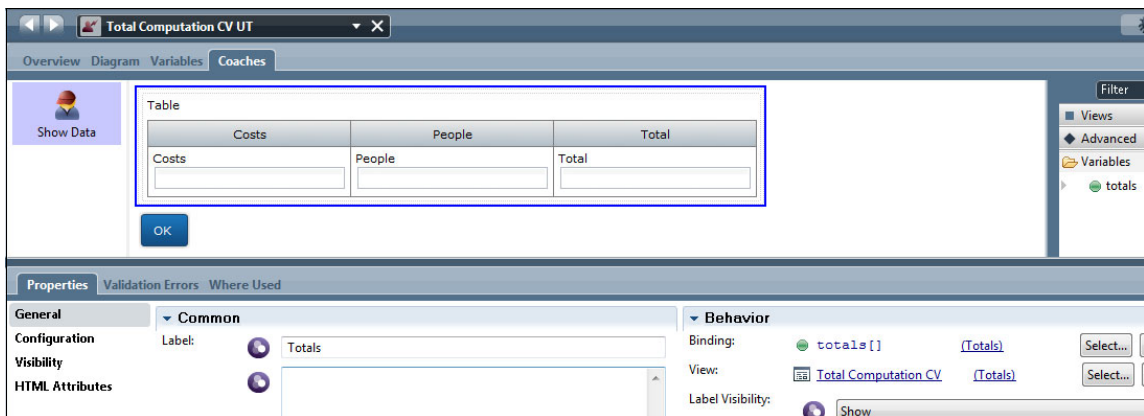 Total Computation CV UT
Overview Diagram Variables Coaches
Show Data
Table
Costs People Total
Costs People Total
OK
Filter
Views
Advanced
Variables
totals
Properties Validation Errors Where Used
General
Configuration
Visibility
HTML Attributes
Common
Label: Totals
Behavior
Binding: totals[] (Totals) Select...
View: Total Computation CV (Totals) Select...
Label Visibility: Show